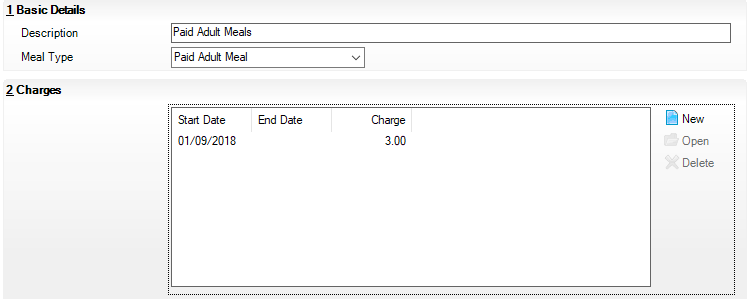 1 Basic Details
Description Paid Adult Meals
Meal Type Paid Adult Meal
2 Charges
Start Date End Date Charge New
01/09/2018 3.00 Open
Delete